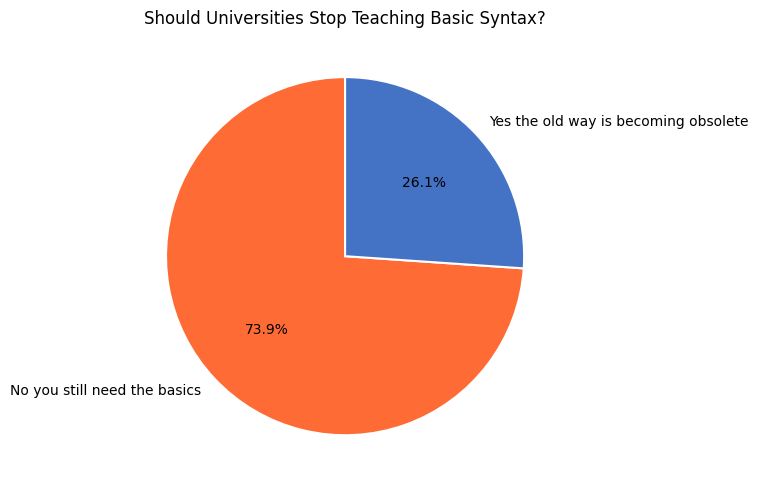 Should Universities Stop Teaching Basic Syntax?
Yes the old way is becoming obsolete
26.1%
73.9%
No you still need the basics